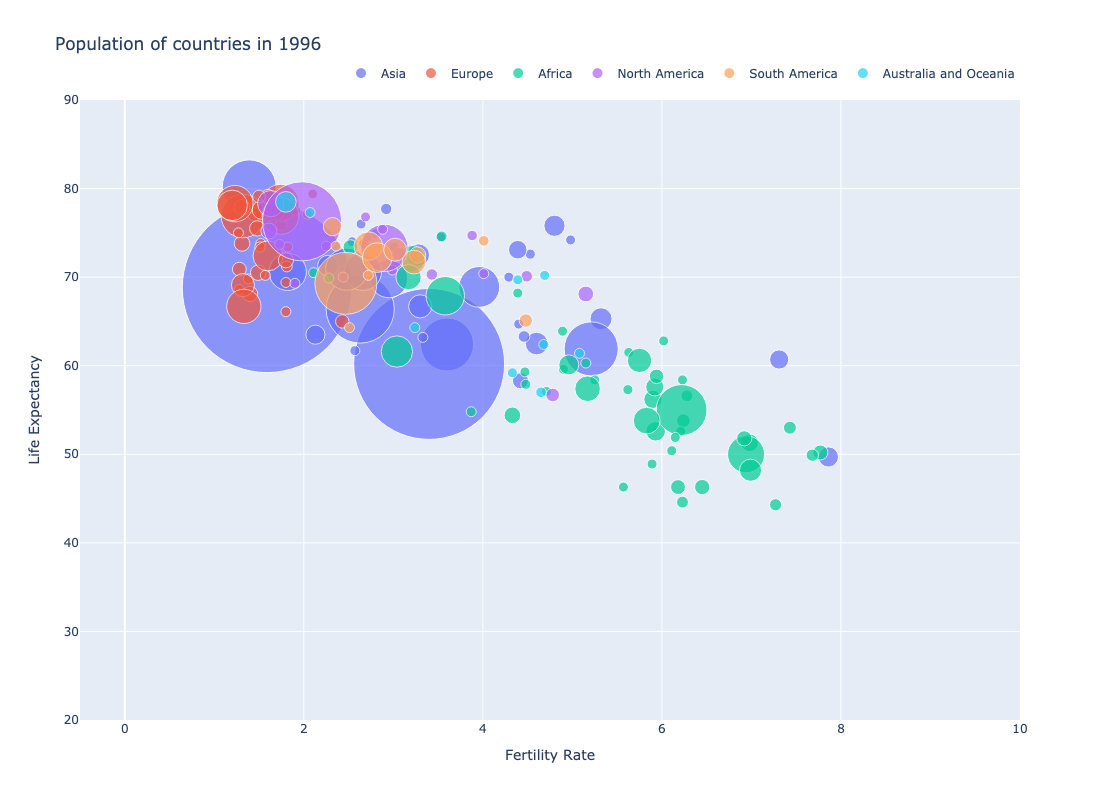 Population of countries in 1996
Asia Europe Africa North America South America Australia and Oceania
90
80
70
60
50
40
30
20
Life Expectancy
0 2 4 6 8 10
Fertility Rate